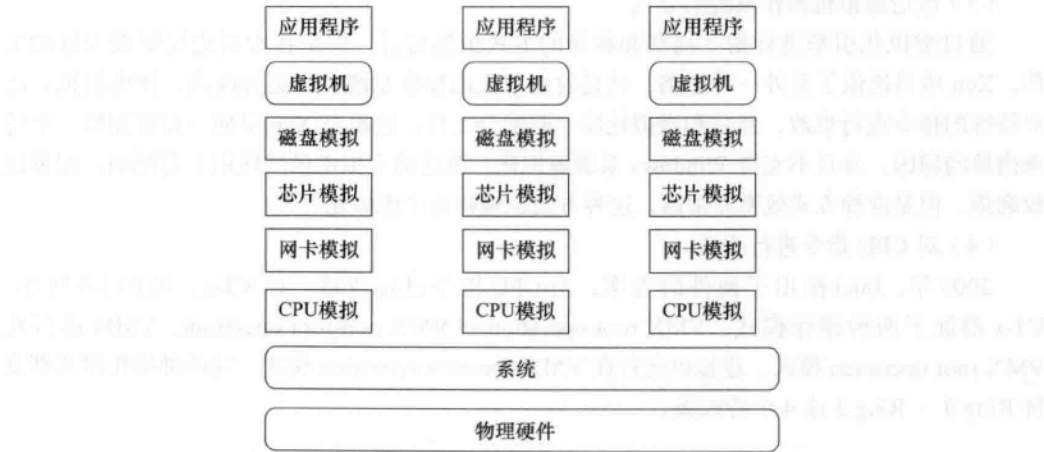 应用程序 应用程序 应用程序
虚拟机 虚拟机 虚拟机
磁盘模拟 磁盘模拟 磁盘模拟
芯片模拟 芯片模拟 芯片模拟
网卡模拟 网卡模拟 网卡模拟
CPU模拟 CPU模拟 CPU模拟
系统
物理硬件